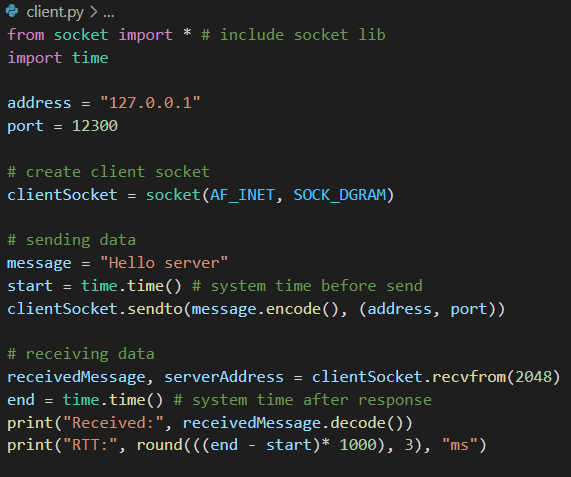 client.py > ...
from socket import * # include socket lib
import time
address = "127.0.0.1"
port = 12300
# create client socket
clientSocket = socket(AF_INET, SOCK_DGRAM)
# sending data
message = "Hello server"
start = time.time() # system time before send
clientSocket.sendto(message.encode(), (address, port))
# receiving data
receivedMessage, serverAddress = clientSocket.recvfrom(2048)
end = time.time() # system time after response
print("Received:", receivedMessage.decode())
print("RTT:", round(((end - start)* 1000), 3), "ms")